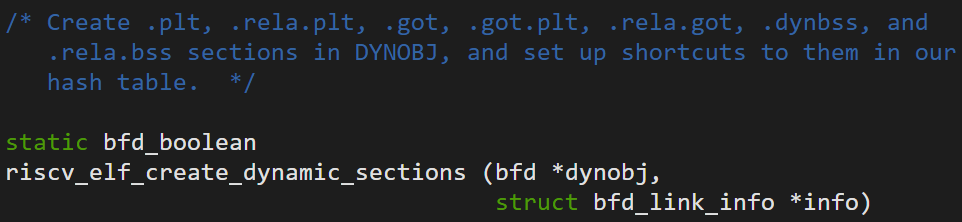 /* Create .plt, .rela.plt, .got, .got.plt, .rela.got, .dynbss, and
   .rela.bss sections in DYNOBJ, and set up shortcuts to them in our
   hash table.  */

static bfd_boolean
riscv_elf_create_dynamic_sections (bfd *dynobj,
                                   struct bfd_link_info *info)